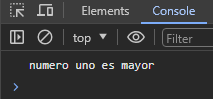 Elements Console
top Filter
numero uno es mayor